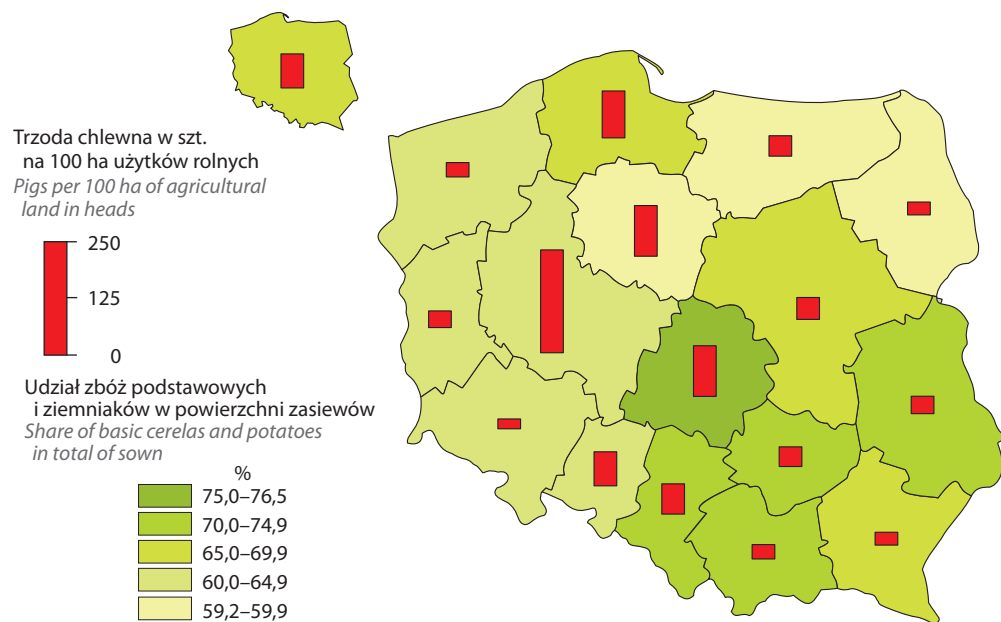 Trzoda chlewna w szt.
na 100 ha użytków rolnych
Pigs per 100 ha of agricultural
land in heads
250
125
0
Udział zbóż podstawowych
i ziemniaków w powierzchni zasiewów
Share of basic cerelas and potatoes
in total of sown
%
75,0–76,5
70,0–74,9
65,0–69,9
60,0–64,9
59,2–59,9